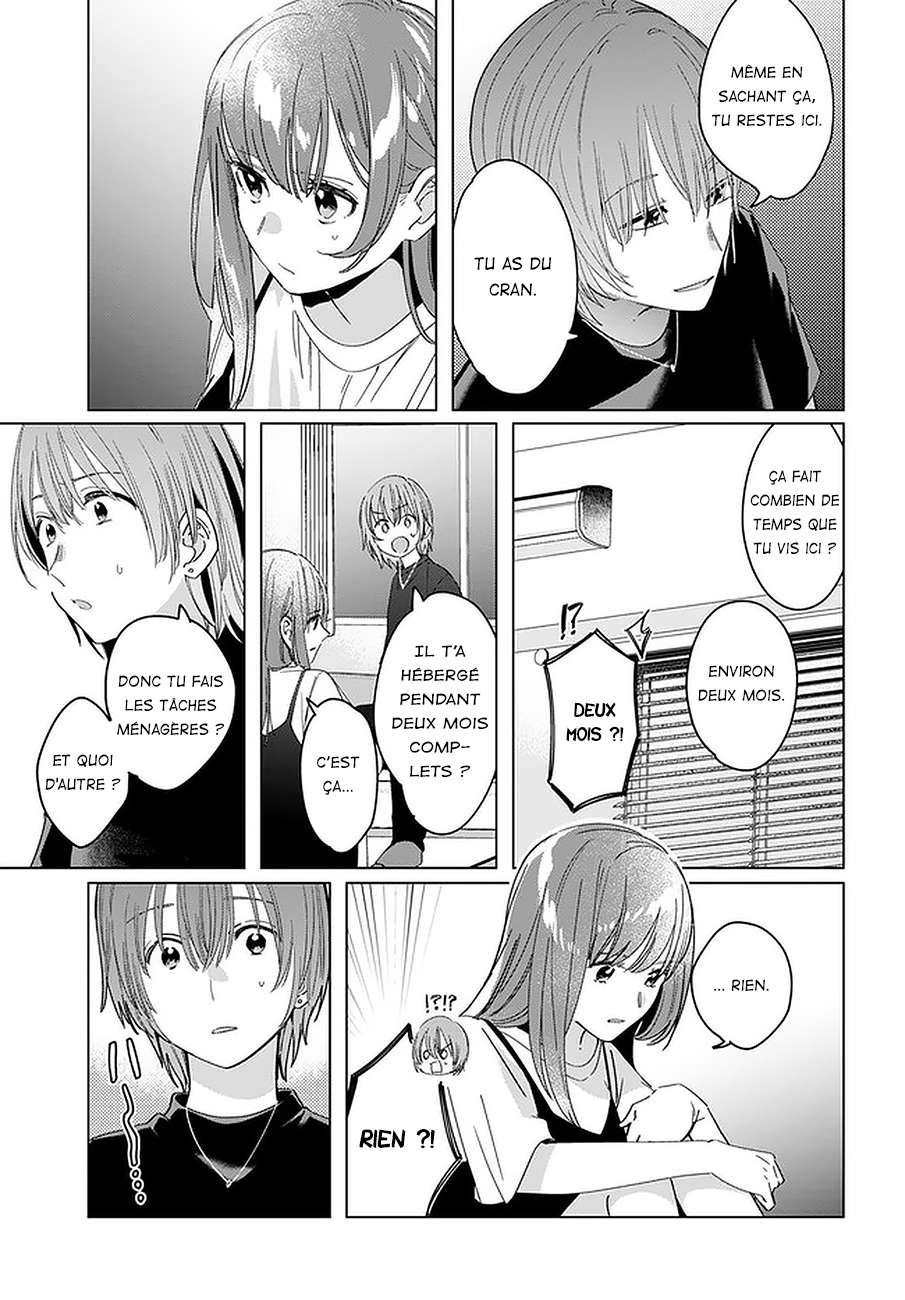 MÊME EN
SACHANT ÇA,
TU RESTES ICI.
TU AS DU
CRAN.
ÇA FAIT
COMBIEN DE
TEMPS QUE
TU VIS ICI ?
ENVIRON
DEUX MOIS.
!?
DEUX
MOIS ?!
IL T'A
HÉBERGÉ
PENDANT
DEUX MOIS
COMP-
LETS ?
C'EST
ÇA...
DONC TU FAIS
LES TÂCHES
MÉNAGÈRES ?
ET QUOI
D'AUTRE ?
... RIEN.
!?!?
RIEN ?!